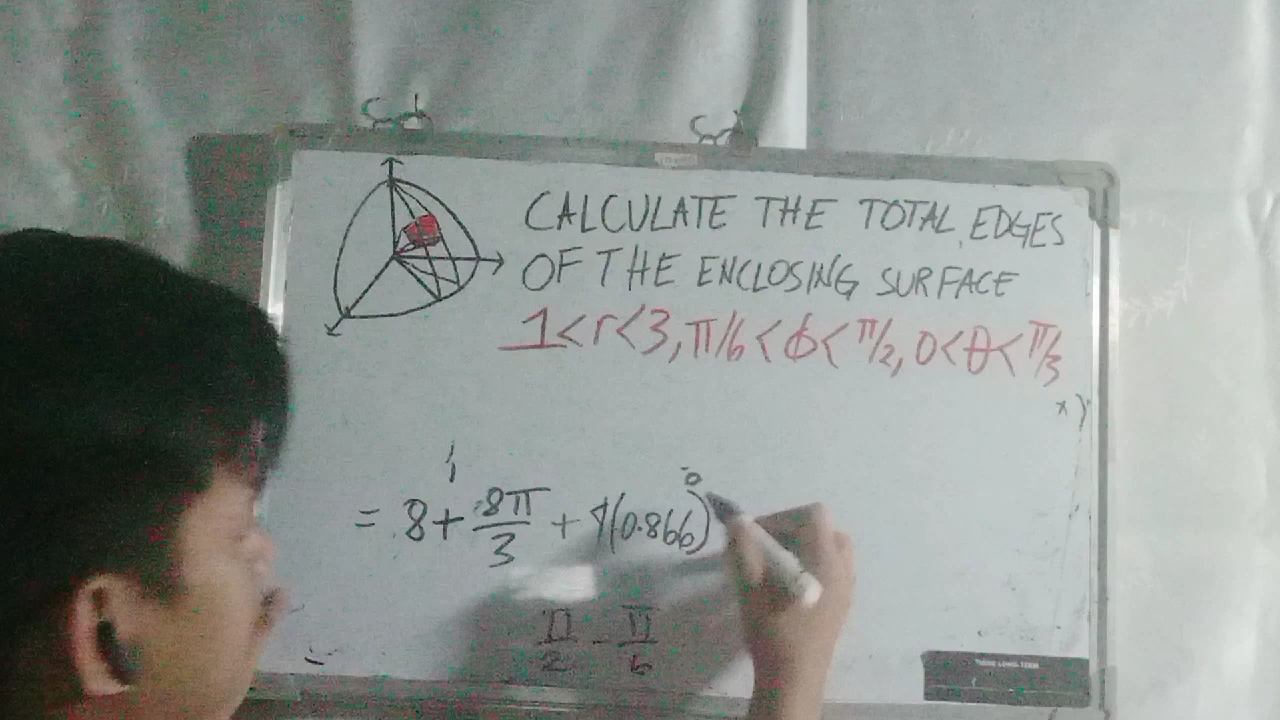 CALCULATE THE TOTAL EDGES
OF THE ENCLOSING SURFACE
1<r<3, π/6<ϕ<π/2, 0<θ<π/3
= 8 + 8π/3 + 4(0.866)
π/2 - π/6